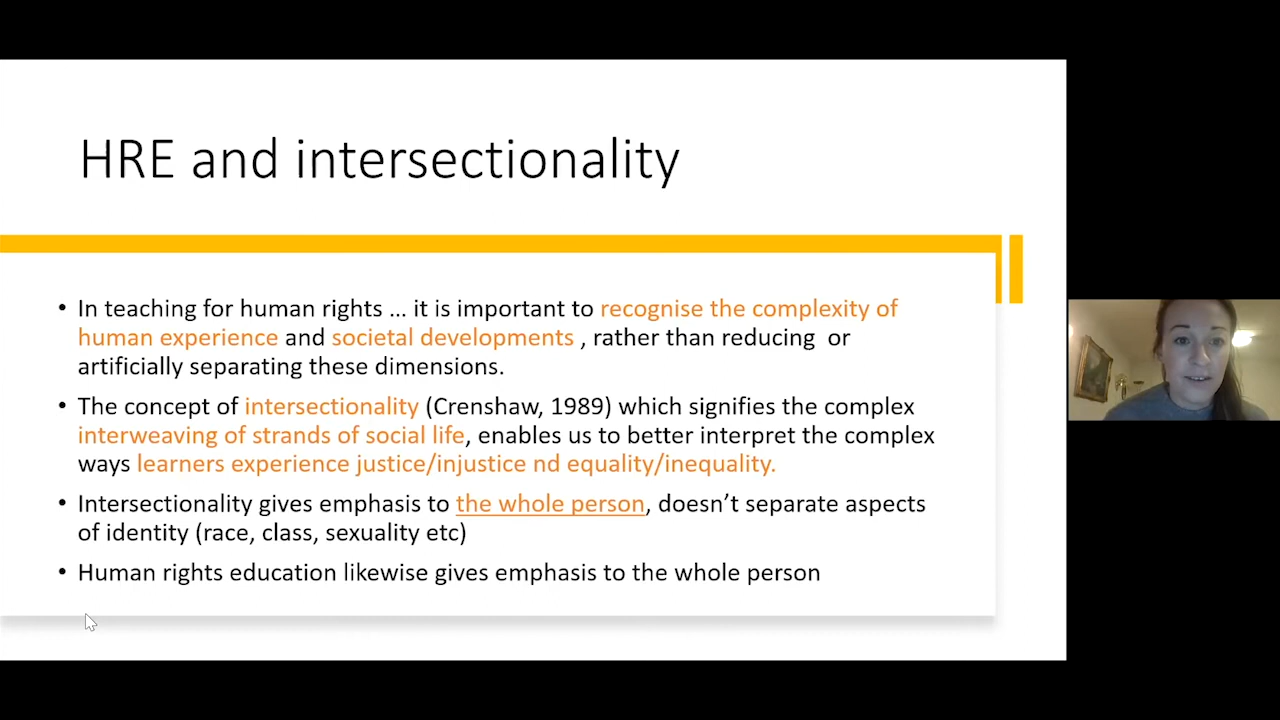 HRE and intersectionality
• In teaching for human rights … it is important to recognise the complexity of
human experience and societal developments , rather than reducing  or
artificially separating these dimensions.
• The concept of intersectionality (Crenshaw, 1989) which signifies the complex
interweaving of strands of social life, enables us to better interpret the complex
ways learners experience justice/injustice nd equality/inequality.
• Intersectionality gives emphasis to the whole person, doesn’t separate aspects
of identity (race, class, sexuality etc)
• Human rights education likewise gives emphasis to the whole person